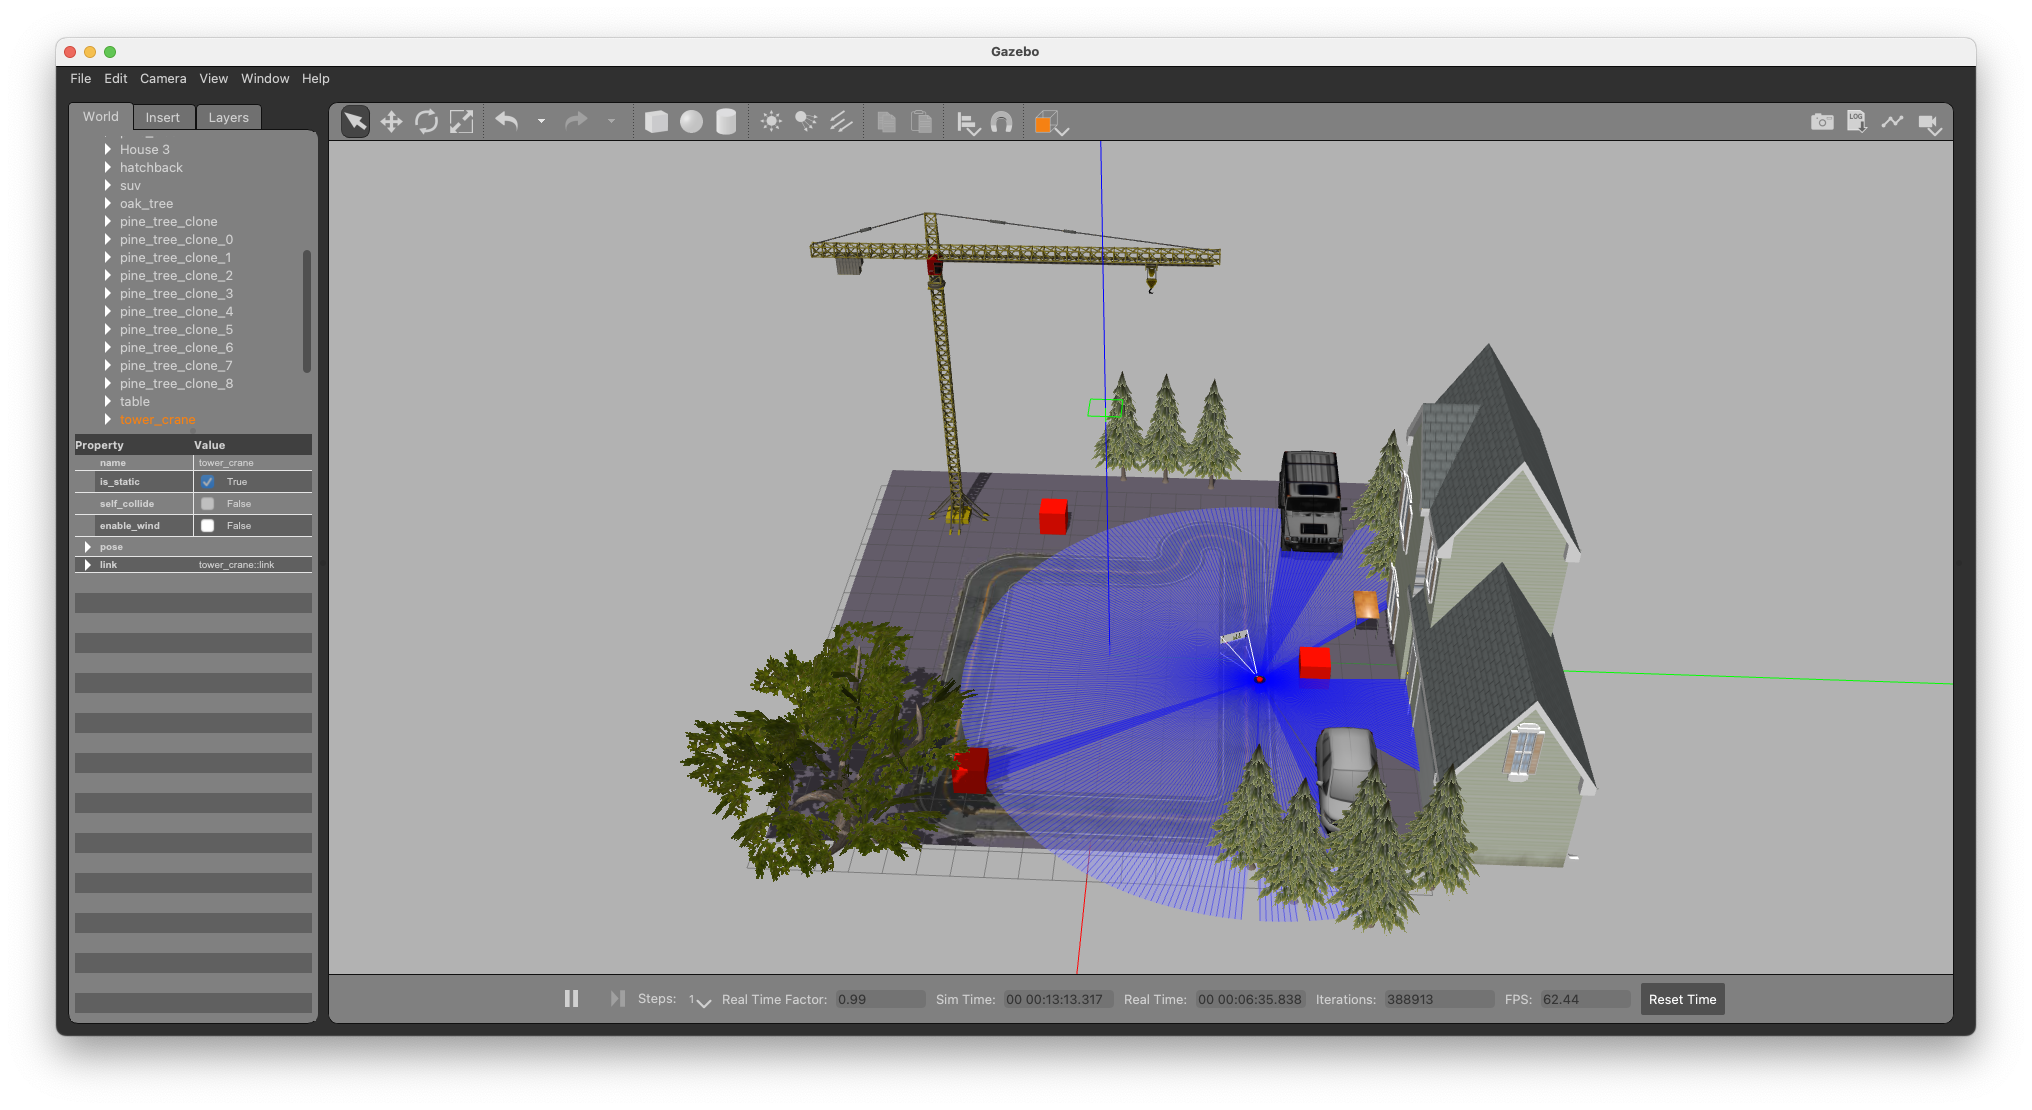 Gazebo
File Edit Camera View Window Help
World Insert Layers
House 3
hatchback
suv
oak_tree
pine_tree_clone
pine_tree_clone_0
pine_tree_clone_1
pine_tree_clone_2
pine_tree_clone_3
pine_tree_clone_4
pine_tree_clone_5
pine_tree_clone_6
pine_tree_clone_7
pine_tree_clone_8
table
tower_crane
Property Value
name tower_crane
is_static True
self_collide False
enable_wind False
pose
link tower_crane::link
LOG
Steps: 1 Real Time Factor: 0.99 Sim Time: 00 00:13:13.317 Real Time: 00 00:06:35.838 Iterations: 388913 FPS: 62.44 Reset Time